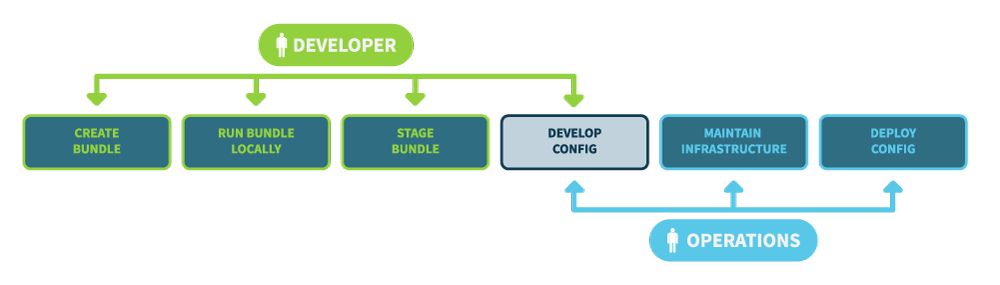 DEVELOPER
CREATE
BUNDLE
RUN BUNDLE
LOCALLY
STAGE
BUNDLE
DEVELOP
CONFIG
MAINTAIN
INFRASTRUCTURE
DEPLOY
CONFIG
OPERATIONS